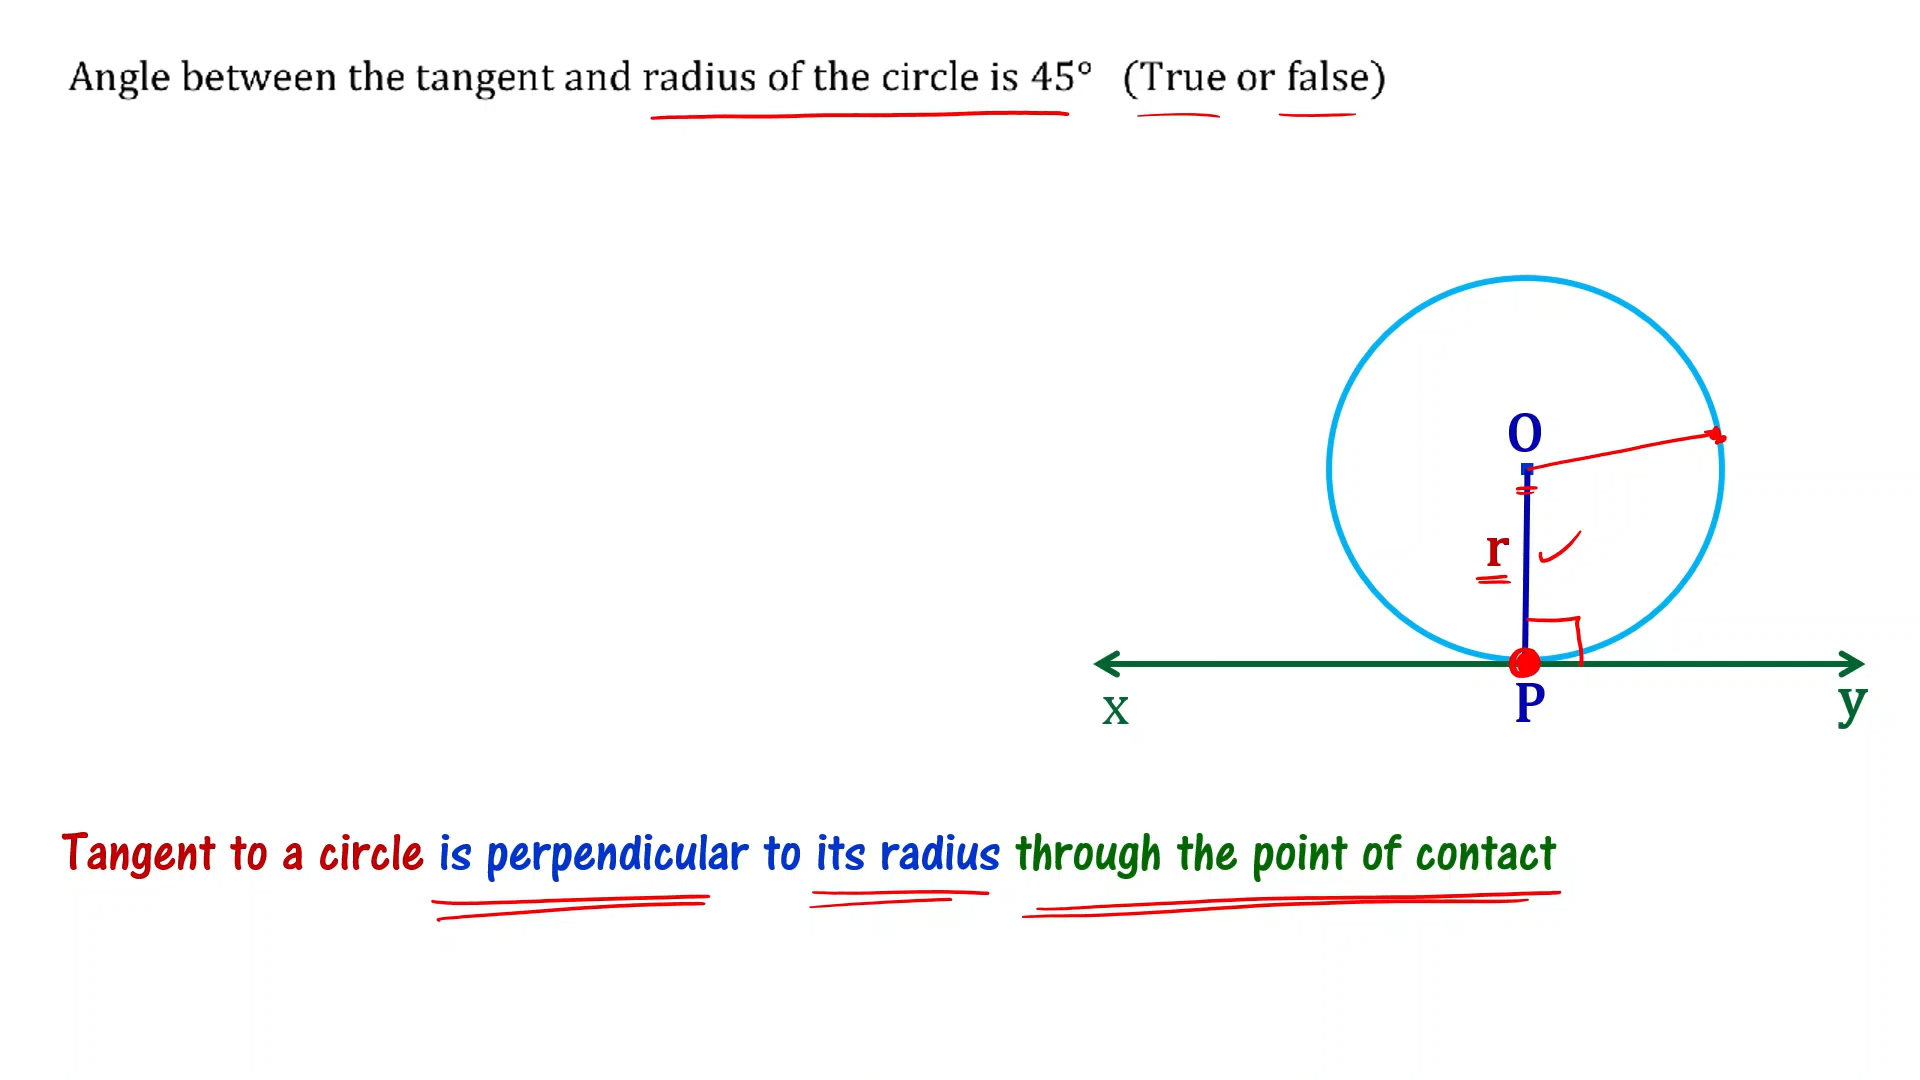 Angle between the tangent and radius of the circle is 45° (True or false)
O
r
P
x
y
Tangent to a circle is perpendicular to its radius through the point of contact